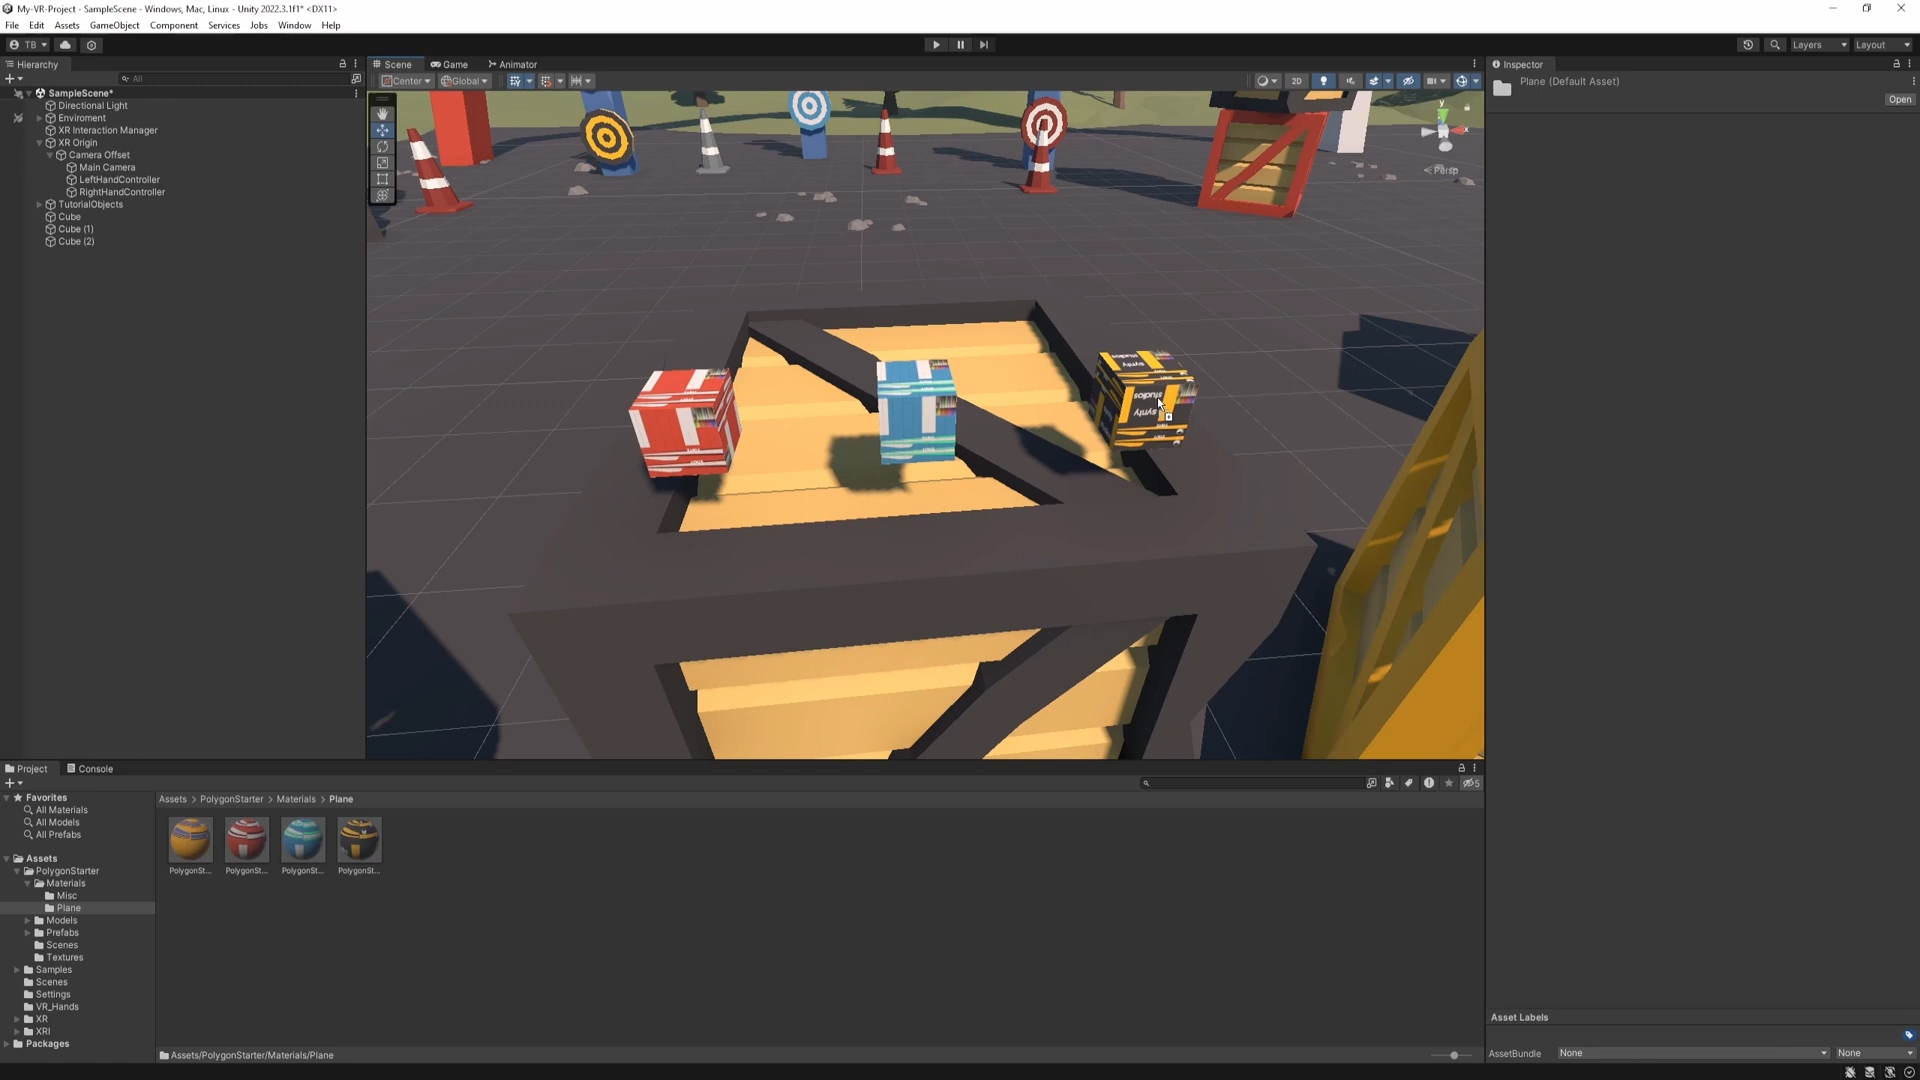 My-VR-Project - SampleScene - Windows, Mac, Linux - Unity 2022.3.1f1* <DX11>
File Edit Assets GameObject Component Services Jobs Window Help
TB
Layers Layout
Hierarchy
Scene Game Animator
Inspector
All
Center Global
2D
Plane (Default Asset)
Open
SampleScene*
Directional Light
Enviroment
XR Interaction Manager
XR Origin
Camera Offset
Main Camera
LeftHandController
RightHandController
TutorialObjects
Cube
Cube (1)
Cube (2)
y
x
Persp
synty
studios
Project Console
5
Favorites
All Materials
All Models
All Prefabs
Assets
PolygonStarter
Materials
Misc
Plane
Models
Prefabs
Scenes
Textures
Samples
Scenes
Settings
VR_Hands
XR
XRI
Packages
Assets > PolygonStarter > Materials > Plane
PolygonSt... PolygonSt... PolygonSt... PolygonSt...
Assets/PolygonStarter/Materials/Plane
Asset Labels
AssetBundle None None